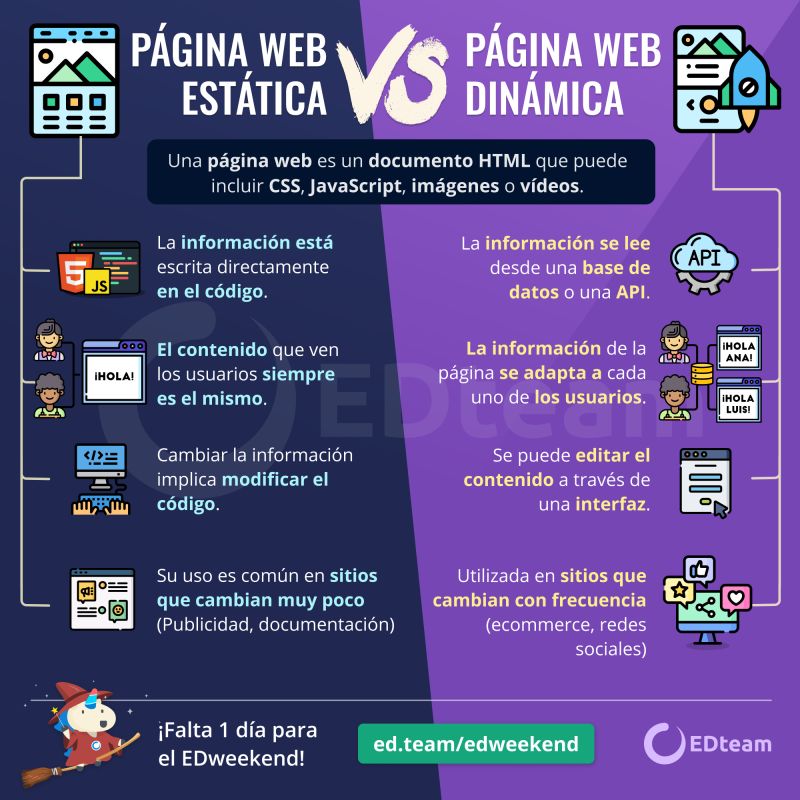 PÁGINA WEB
ESTÁTICA
VS
PÁGINA WEB
DINÁMICA
Una página web es un documento HTML que puede
incluir CSS, JavaScript, imágenes o vídeos.
La información está
escrita directamente
en el código.
JS
El contenido que ven
los usuarios siempre
es el mismo.
¡HOLA!
Cambiar la información
implica modificar el
código.
</>
Su uso es común en sitios
que cambian muy poco
(Publicidad, documentación)
La información se lee
desde una base de
datos o una API.
API
La información de la
página se adapta a cada
uno de los usuarios.
¡HOLA
ANA!
¡HOLA
LUIS!
Se puede editar el
contenido a través de
una interfaz.
Utilizada en sitios que
cambian con frecuencia
(ecommerce, redes
sociales)
EDteam
¡Falta 1 día para
el EDweekend!
ed.team/edweekend
EDteam